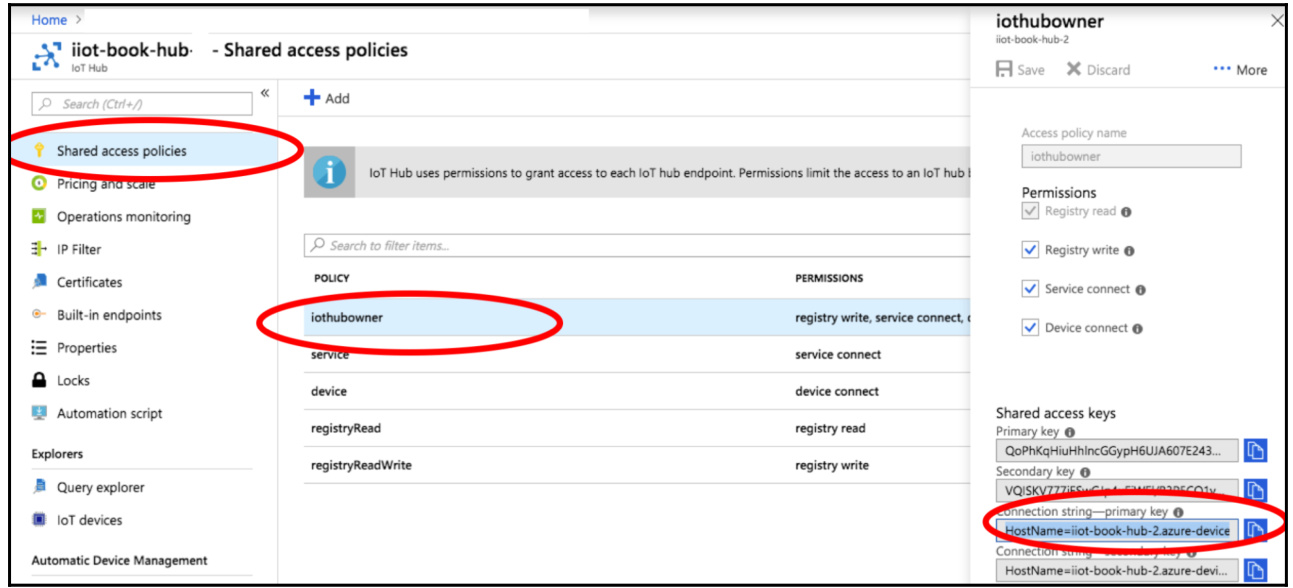 Home >
iiot-book-hub- - Shared access policies
IoT Hub
Search (Ctrl+/)
«
Shared access policies
Pricing and scale
Operations monitoring
IP Filter
Certificates
Built-in endpoints
Properties
Locks
Automation script
Explorers
Query explorer
IoT devices
Automatic Device Management
Add
IoT Hub uses permissions to grant access to each IoT hub endpoint. Permissions limit the access to an IoT hub
Search to filter items...
POLICY PERMISSIONS
iothubowner registry write, service connect,
service service connect
device device connect
registryRead registry read
registryReadWrite registry write
iothubowner
iiot-book-hub-2
Save Discard ... More
Access policy name
iothubowner
Permissions
Registry read
Registry write
Service connect
Device connect
Shared access keys
Primary key
QoPhKqHiuHhIncGGypH6UJA607E243...
Secondary key
Connection string—primary key
HostName=iiot-book-hub-2.azure-device
Connection string—secondary key
HostName=iiot-book-hub-2.azure-devi...